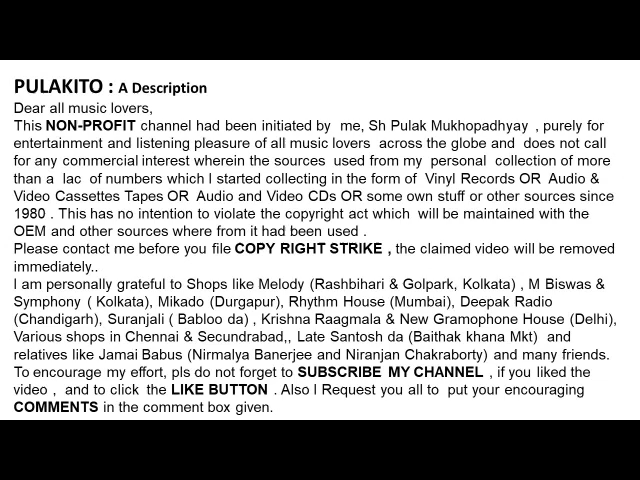 PULAKITO : A Description
Dear all music lovers,
This NON-PROFIT channel had been initiated by me, Sh Pulak Mukhopadhyay , purely for
entertainment and listening pleasure of all music lovers across the globe and does not call
for any commercial interest wherein the sources used from my personal collection of more
than a lac of numbers which I started collecting in the form of Vinyl Records OR Audio &
Video Cassettes Tapes OR Audio and Video CDs OR some own stuff or other sources since
1980 . This has no intention to violate the copyright act which will be maintained with the
OEM and other sources where from it had been used .
Please contact me before you file COPY RIGHT STRIKE , the claimed video will be removed
immediately..
I am personally grateful to Shops like Melody (Rashbihari & Golpark, Kolkata) , M Biswas &
Symphony ( Kolkata), Mikado (Durgapur), Rhythm House (Mumbai), Deepak Radio
(Chandigarh), Suranjali ( Babloo da) , Krishna Raagmala & New Gramophone House (Delhi),
Various shops in Chennai & Secundrabad,, Late Santosh da (Baithak khana Mkt) and
relatives like Jamai Babus (Nirmalya Banerjee and Niranjan Chakraborty) and many friends.
To encourage my effort, pls do not forget to SUBSCRIBE MY CHANNEL , if you liked the
video , and to click the LIKE BUTTON . Also I Request you all to put your encouraging
COMMENTS in the comment box given.